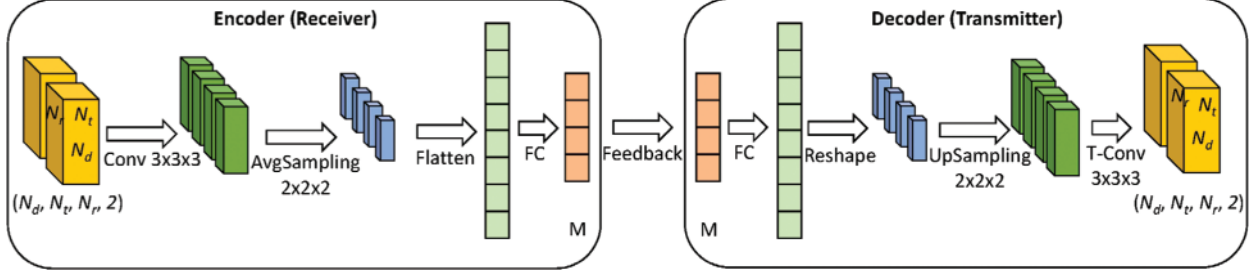 Encoder (Receiver)
Decoder (Transmitter)
N_r N_t
N_d
Conv 3x3x3
(N_d, N_t, N_r, 2)
AvgSampling
2x2x2
Flatten
FC
M
Feedback
M
FC
Reshape
UpSampling
2x2x2
T-Conv
3x3x3
N_r N_t
N_d
(N_d, N_t, N_r, 2)